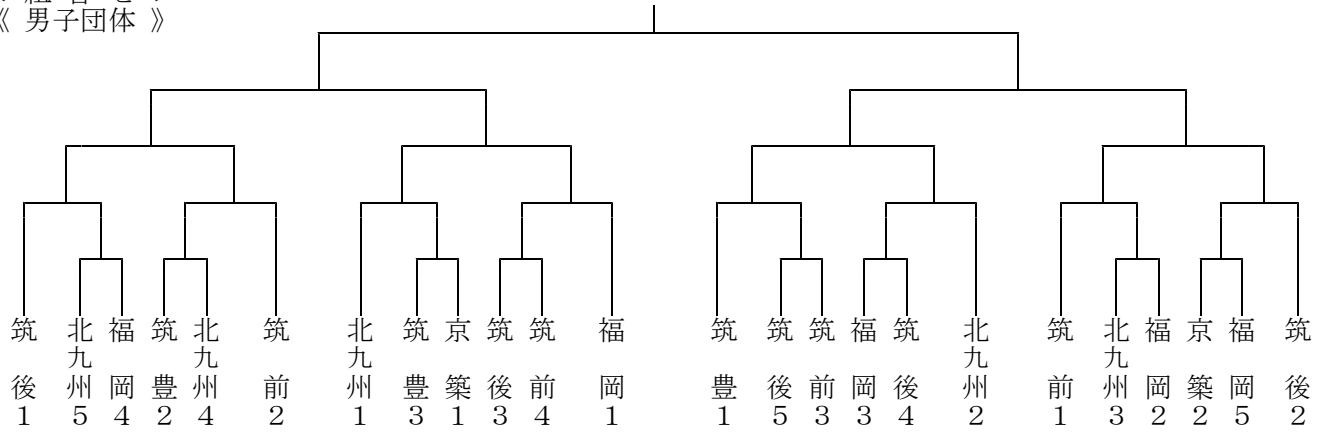 《 男子団体 》
筑後1
北九州5
福岡4
筑豊2
北九州4
筑前2
北九州1
筑豊3
京築1
筑後3
筑前4
福岡1
筑豊1
筑後5
筑前3
福岡3
筑後4
北九州2
筑前1
北九州3
福岡2
京築2
福岡5
筑後2